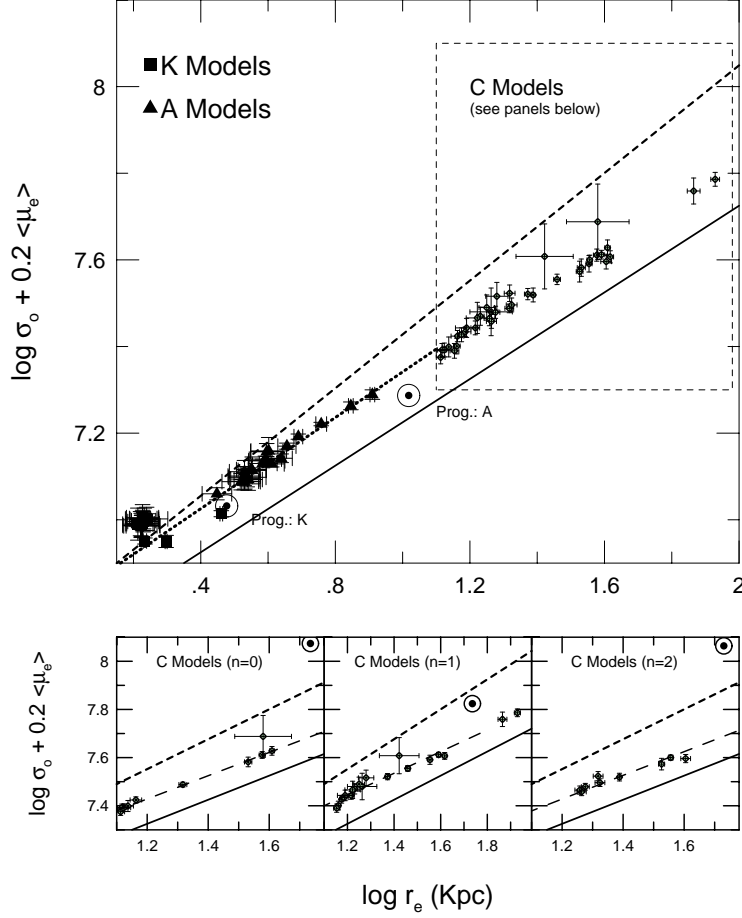 8
7.6
7.2
log σo + 0.2 <μe>
K Models
A Models
C Models
(see panels below)
Prog.: A
Prog.: K
.4
.8
1.2
1.6
2
8
7.8
7.6
7.4
log σo + 0.2 <μe>
C Models (n=0)
C Models (n=1)
C Models (n=2)
1.2
1.4
1.6
1.2
1.4
1.6
1.8
1.2
1.4
1.6
log re (Kpc)